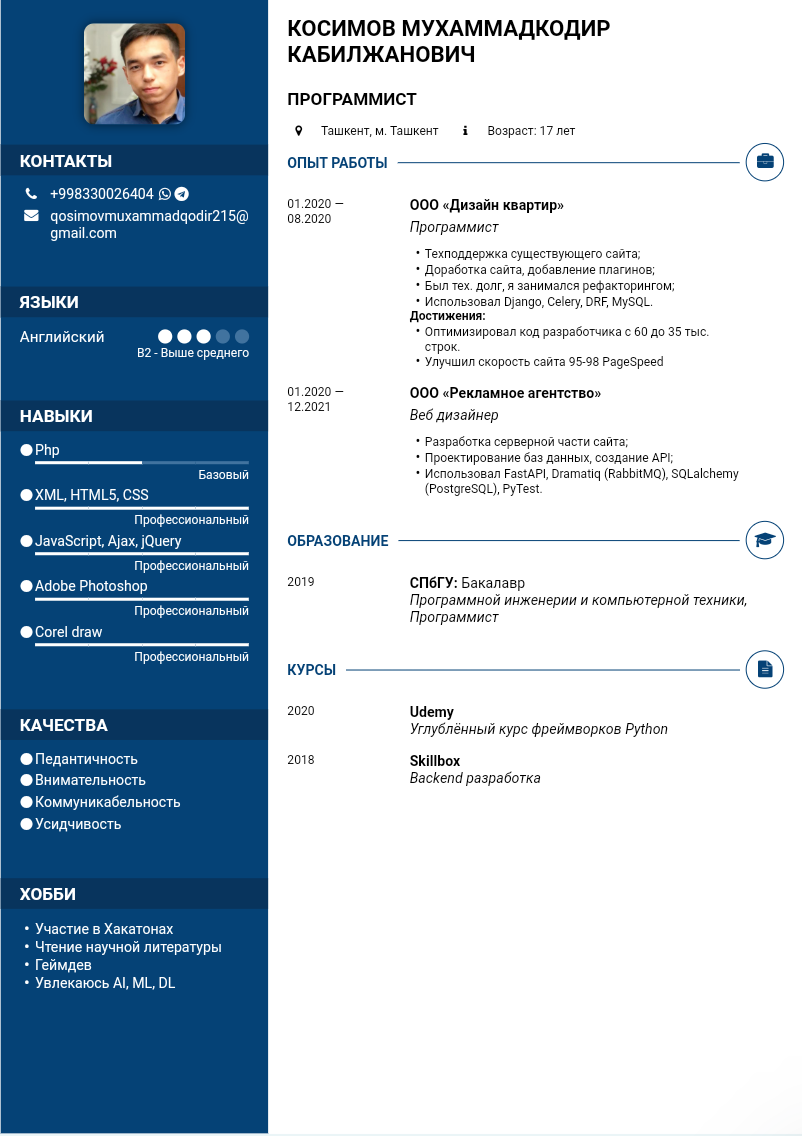 КОНТАКТЫ
+998330026404
qosimovmuxammadqodir215@
gmail.com
ЯЗЫКИ
Английский
B2 - Выше среднего
НАВЫКИ
Php
Базовый
XML, HTML5, CSS
Профессиональный
JavaScript, Ajax, jQuery
Профессиональный
Adobe Photoshop
Профессиональный
Corel draw
Профессиональный
КАЧЕСТВА
Педантичность
Внимательность
Коммуникабельность
Усидчивость
ХОББИ
• Участие в Хакатонах
• Чтение научной литературы
• Геймдев
• Увлекаюсь AI, ML, DL
КОСИМОВ МУХАММАДКОДИР
КАБИЛЖАНОВИЧ
ПРОГРАММИСТ
Ташкент, м. Ташкент Возраст: 17 лет
ОПЫТ РАБОТЫ
01.2020 —
08.2020
ООО «Дизайн квартир»
Программист
• Техподдержка существующего сайта;
• Доработка сайта, добавление плагинов;
• Был тех. долг, я занимался рефакторингом;
• Использовал Django, Celery, DRF, MySQL.
Достижения:
• Оптимизировал код разработчика с 60 до 35 тыс.
строк.
• Улучшил скорость сайта 95-98 PageSpeed
01.2020 —
12.2021
ООО «Рекламное агентство»
Веб дизайнер
• Разработка серверной части сайта;
• Проектирование баз данных, создание API;
• Использовал FastAPI, Dramatiq (RabbitMQ), SQLalchemy
(PostgreSQL), PyTest.
ОБРАЗОВАНИЕ
2019
СПбГУ: Бакалавр
Программной инженерии и компьютерной техники,
Программист
КУРСЫ
2020
Udemy
Углублённый курс фреймворков Python
2018
Skillbox
Backend разработка